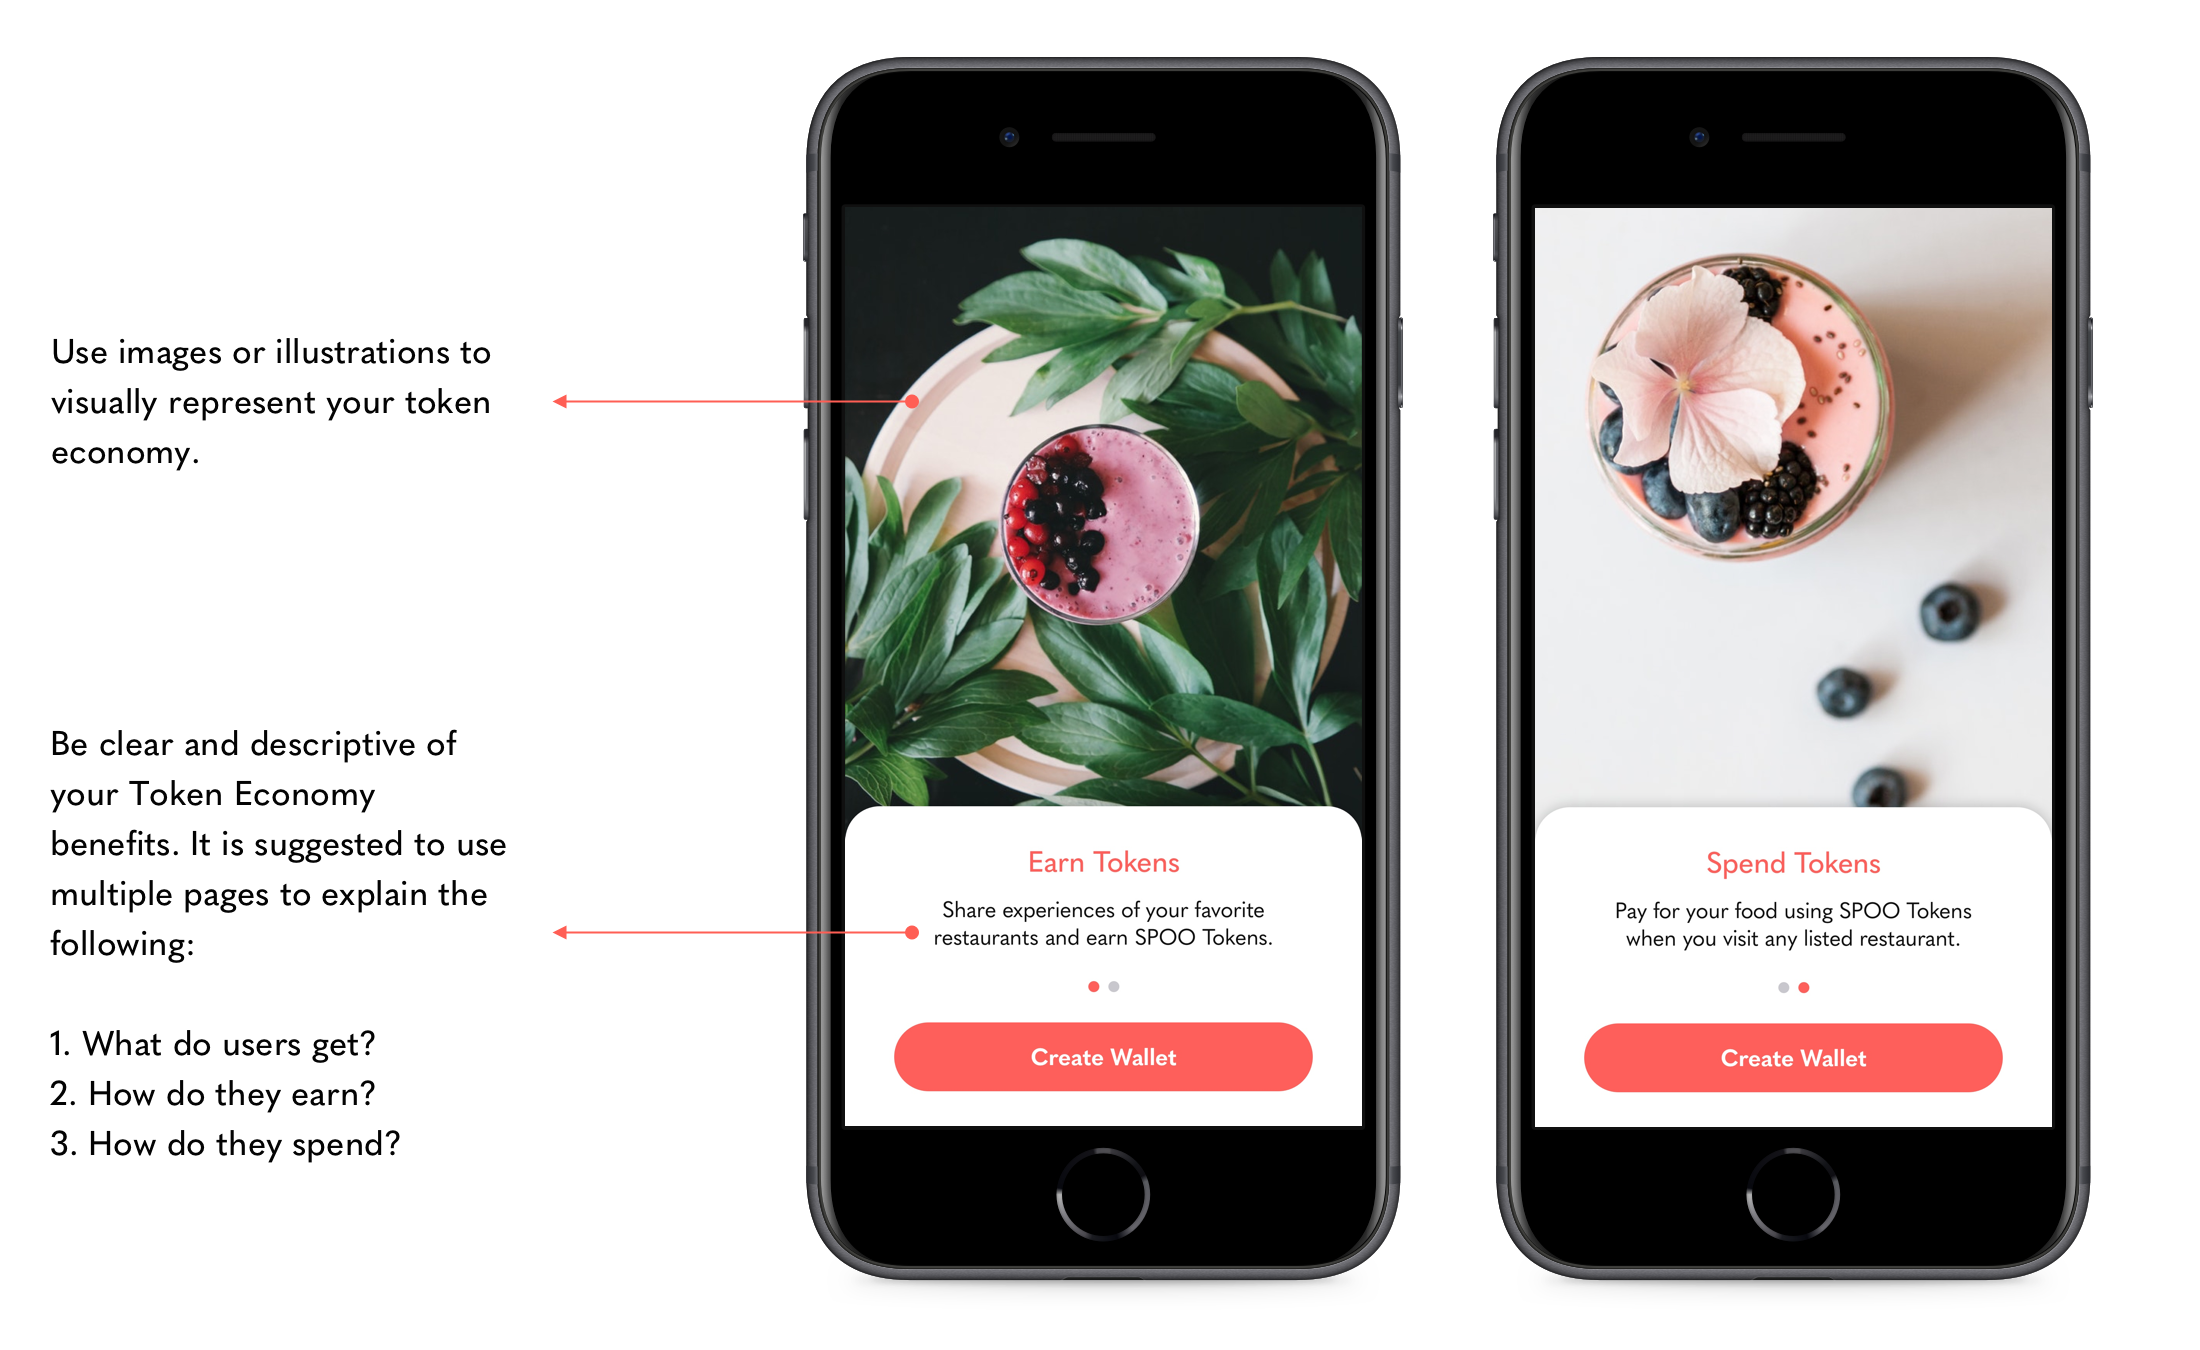 Use images or illustrations to
visually represent your token
economy.
Be clear and descriptive of
your Token Economy
benefits. It is suggested to use
multiple pages to explain the
following:
1. What do users get?
2. How do they earn?
3. How do they spend?
Earn Tokens
Share experiences of your favorite
restaurants and earn SPOO Tokens.
Create Wallet
Spend Tokens
Pay for your food using SPOO Tokens
when you visit any listed restaurant.
Create Wallet